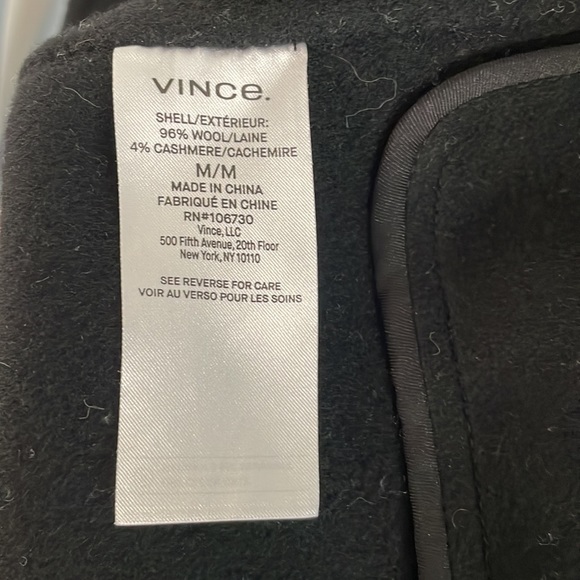 VINCe.
SHELL/EXTÉRIEUR:
96% WOOL/LAINE
4% CASHMERE/CACHEMIRE
M/M
MADE IN CHINA
FABRIQUÉ EN CHINE
RN#106730
Vince, LLC
500 Fifth Avenue, 20th Floor
New York, NY 10110
SEE REVERSE FOR CARE
VOIR AU VERSO POUR LES SOINS